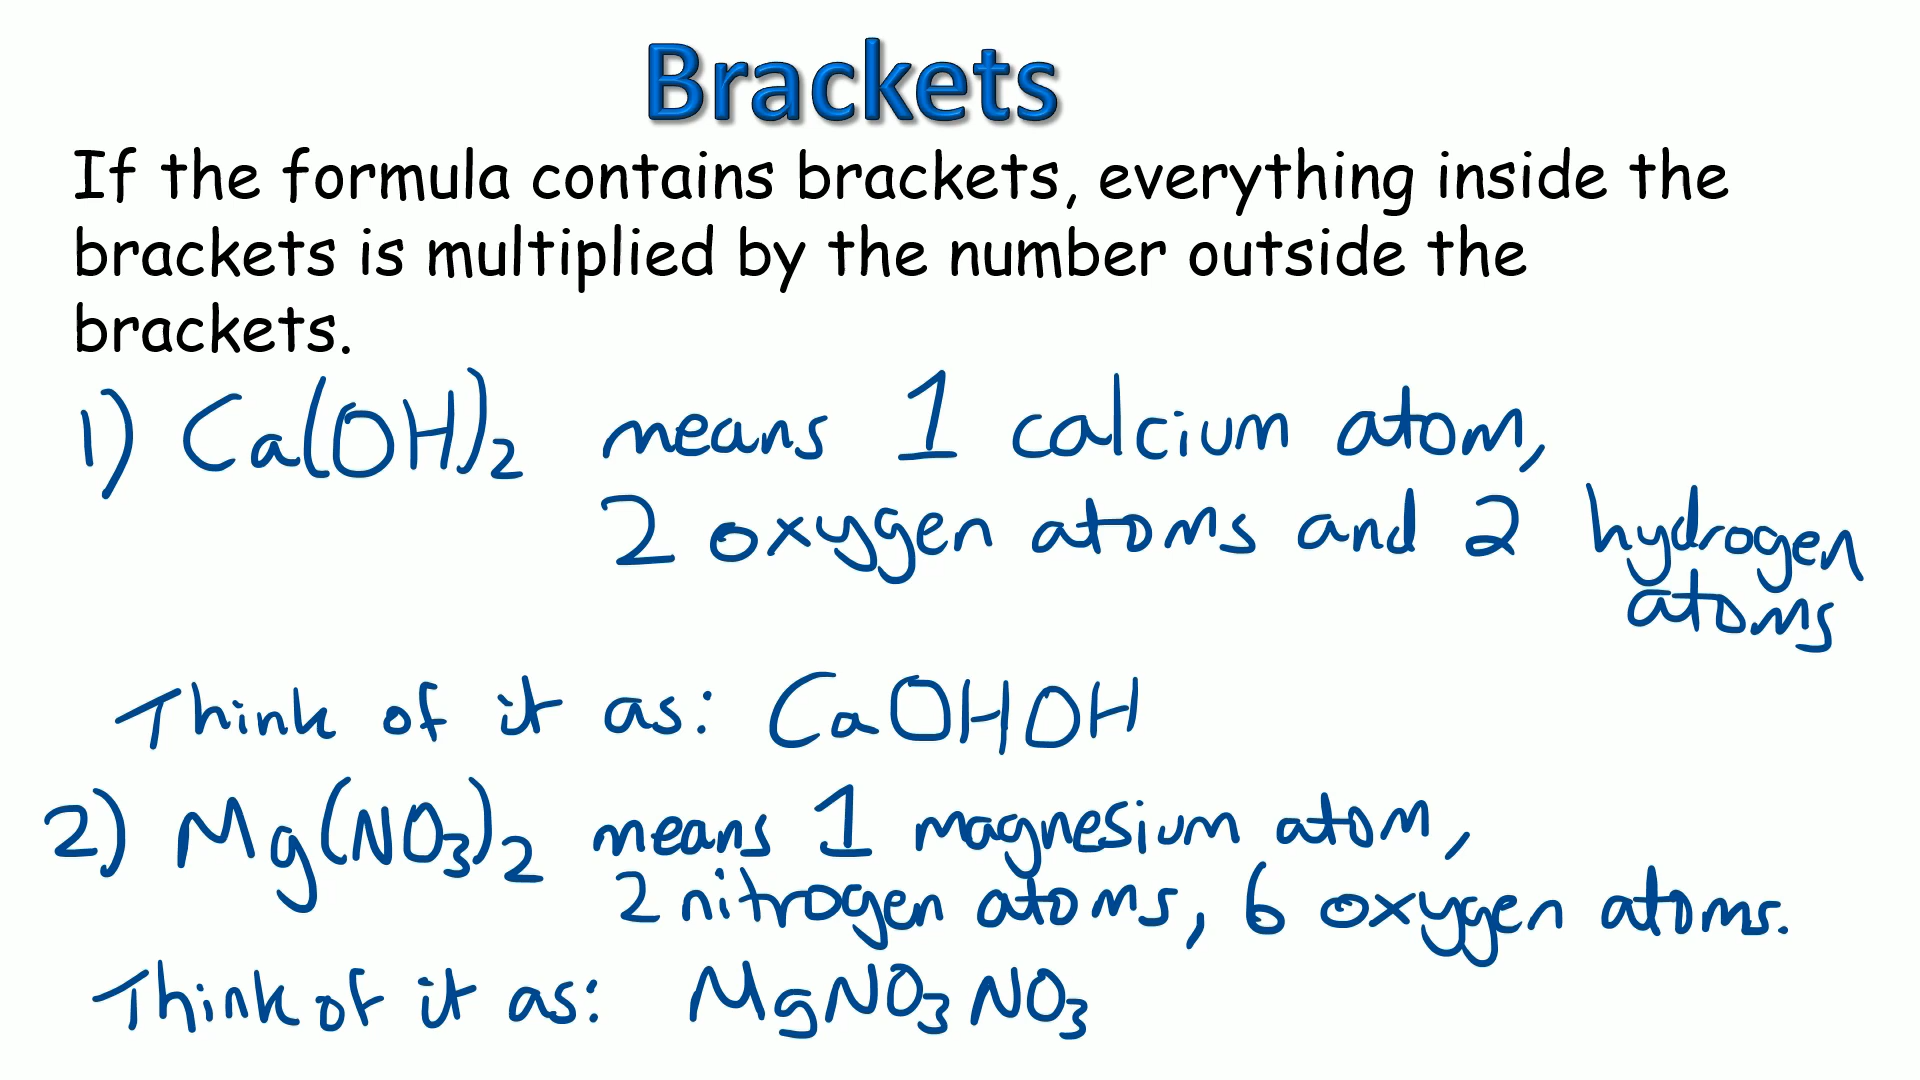 Brackets
If the formula contains brackets, everything inside the
brackets is multiplied by the number outside the
brackets.
1) Ca(OH)₂ means 1 calcium atom,
2 oxygen atoms and 2 hydrogen
atoms
Think of it as: CaOHOH
2) Mg(NO₃)₂ means 1 magnesium atom,
2 nitrogen atoms, 6 oxygen atoms.
Think of it as: MgNO₃NO₃